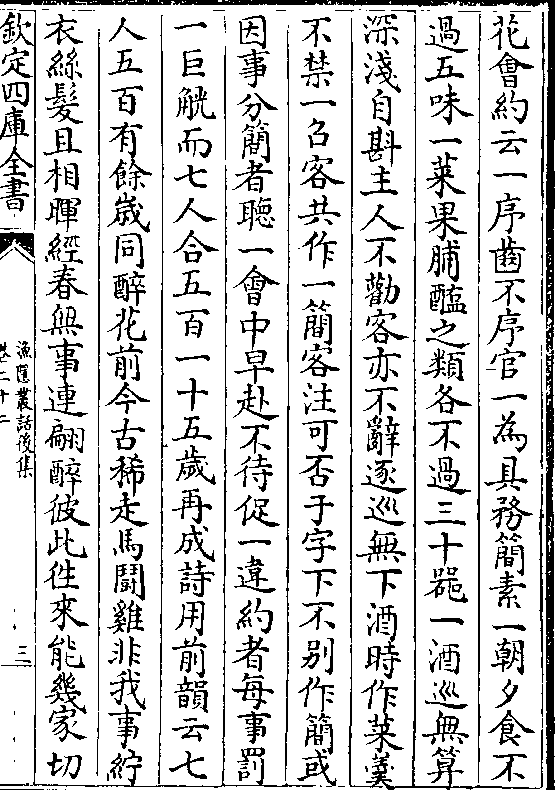 花會約云一序齒不序官一為具務簡素一朝夕食不
過五味一菜果脯醢之類各不過三十器一酒巡無算
深淺自斟主人不勸客亦不辭逐巡無下酒時作菜羹
不禁一召客共作一簡客注可否于字下不别作簡或
因事分簡者聽一會中早赴不待促一違約者每事罰
一巨觥而七人合五百一十五歲再成詩用前韻云七
人五百有餘歲同醉花前今古稀走馬鬬雞非我事紵
衣絲髮且相暉經春無事連翩醉彼此往來能幾家切
欽定四庫全書
漁隱叢話後集
卷二十二
三